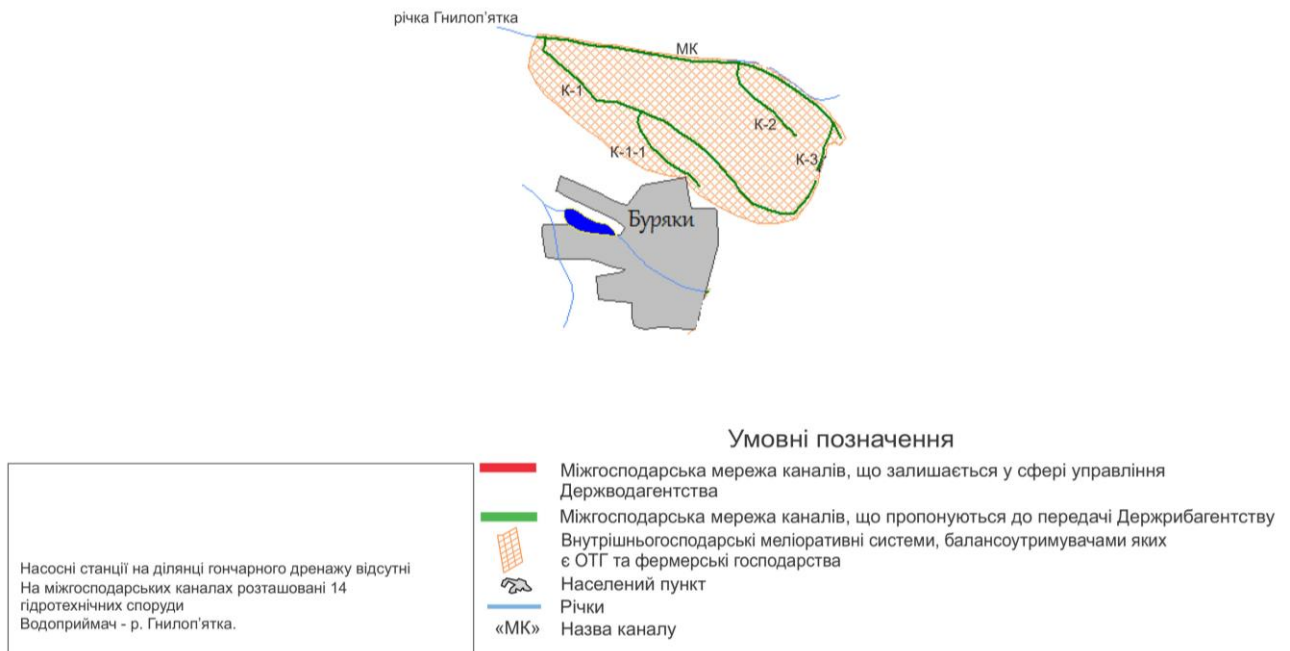 річка Гнилоп'ятка
МК
К-1
К-2
К-1-1
К-3
Буряки
Умовні позначення
Міжгосподарська мережа каналів, що залишається у сфері управління
Держводагентства
Міжгосподарська мережа каналів, що пропонуються до передачі Держрибагентству
Внутрішньогосподарські меліоративні системи, балансоутримувачами яких
є ОТГ та фермерські господарства
Населений пункт
Річки
«МК» Назва каналу
Насосні станції на ділянці гончарного дренажу відсутні
На міжгосподарських каналах розташовані 14
гідротехнічних споруди
Водоприймач - р. Гнилоп'ятка.